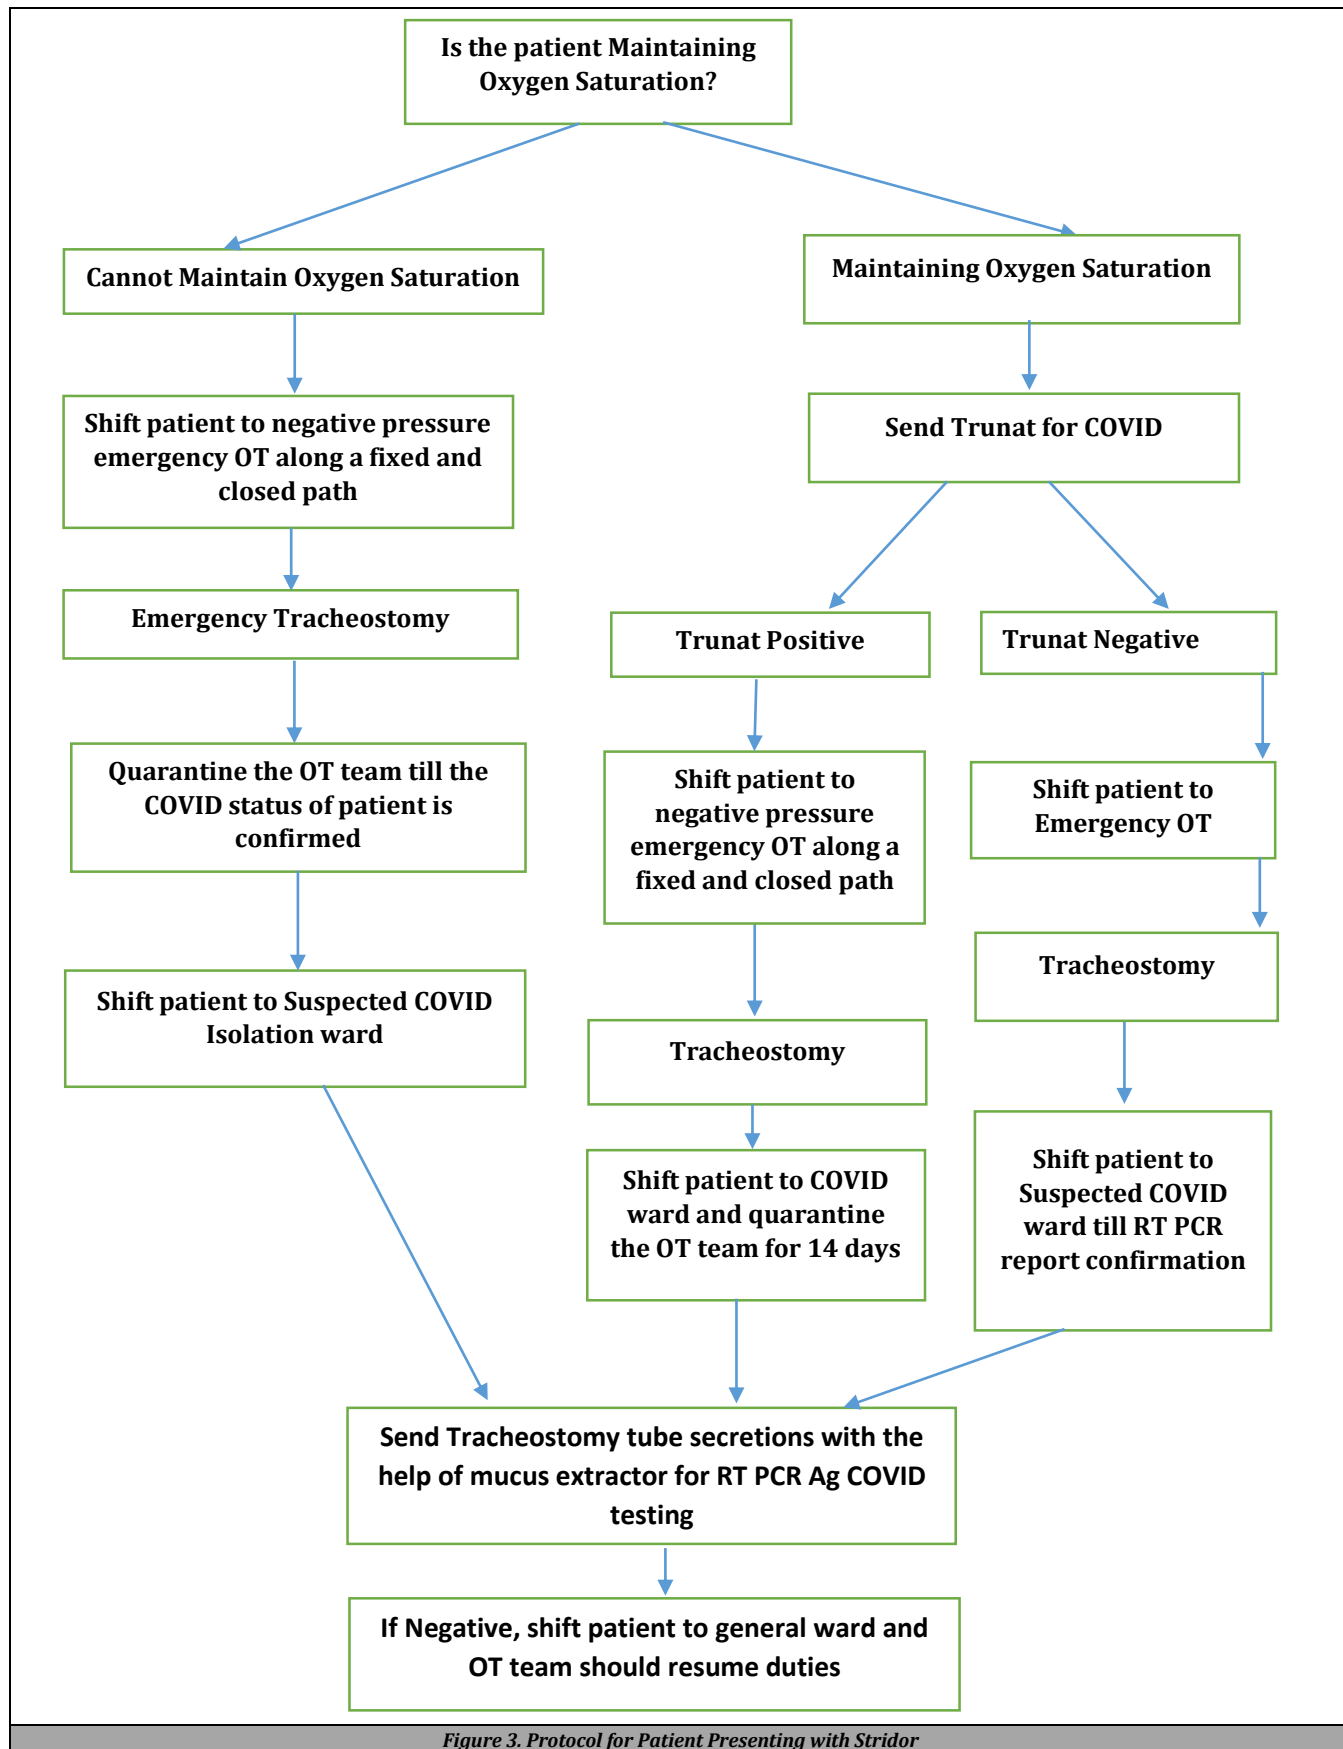 Is the patient Maintaining
Oxygen Saturation?
Cannot Maintain Oxygen Saturation
Maintaining Oxygen Saturation
Shift patient to negative pressure
emergency OT along a fixed and
closed path
Send Trunat for COVID
Emergency Tracheostomy
Trunat Positive
Trunat Negative
Quarantine the OT team till the
COVID status of patient is
confirmed
Shift patient to
negative pressure
emergency OT along a
fixed and closed path
Shift patient to
Emergency OT
Shift patient to Suspected COVID
Isolation ward
Tracheostomy
Tracheostomy
Shift patient to COVID
ward and quarantine
the OT team for 14 days
Shift patient to
Suspected COVID
ward till RT PCR
report confirmation
Send Tracheostomy tube secretions with the
help of mucus extractor for RT PCR Ag COVID
testing
If Negative, shift patient to general ward and
OT team should resume duties
Figure 3. Protocol for Patient Presenting with Stridor